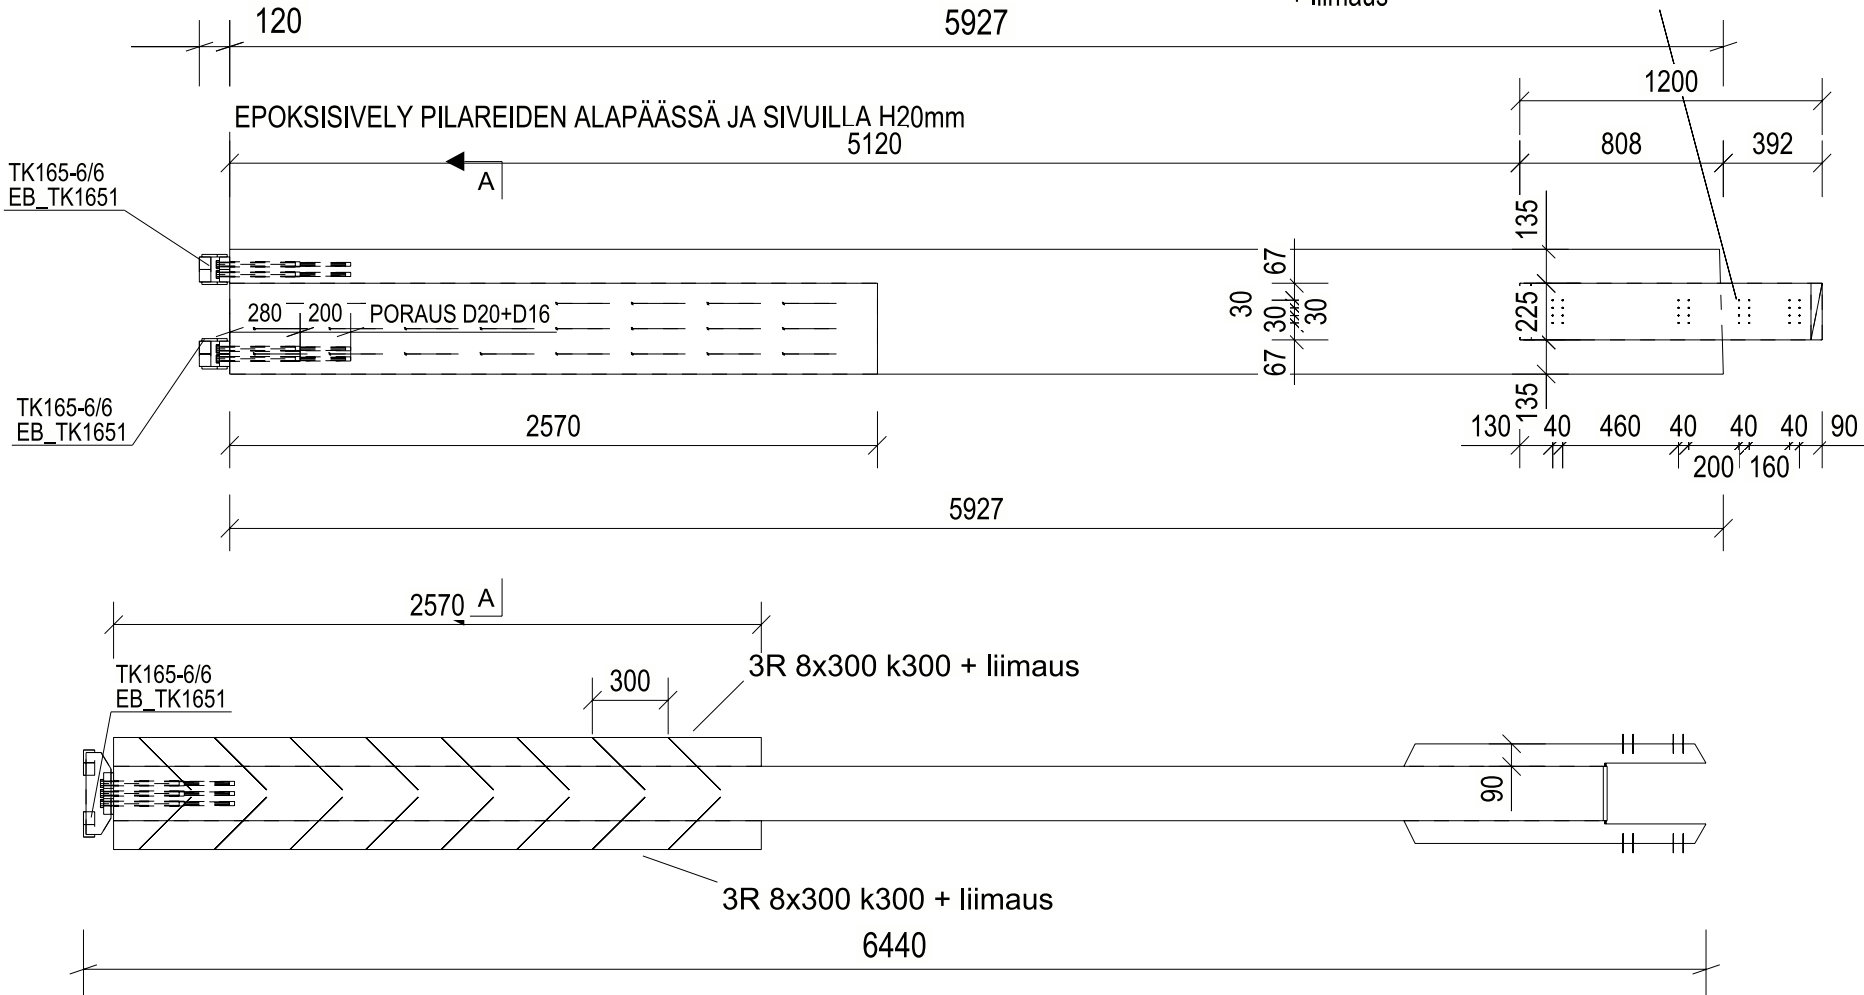 + liimaus
120
5927
1200
EPOKSISIVELY PILAREIDEN ALAPÄÄSSÄ JA SIVUILLA H20mm
5120
808
392
A
TK165-6/6
EB_TK1651
135
67
30
30
30
225
67
135
280
200
PORAUS D20+D16
TK165-6/6
EB_TK1651
2570
130
40
460
40
40
40
90
200
160
5927
2570
A
TK165-6/6
EB_TK1651
300
3R 8x300 k300 + liimaus
90
3R 8x300 k300 + liimaus
6440